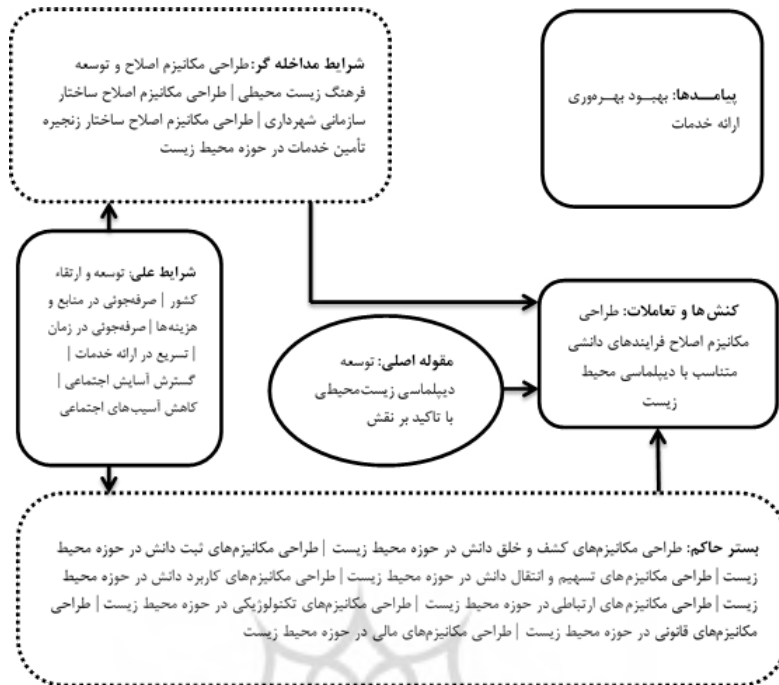 شرایط مداخله گر: طراحی مکانیزم اصلاح و توسعه
فرهنگ زیست محیطی | طراحی مکانیزم اصلاح ساختار
سازمانی شهرداری | طراحی مکانیزم اصلاح ساختار زنجیره
تأمین خدمات در حوزه محیط زیست
پیامدها: بهبود بهره‌وری
ارائه خدمات
شرایط علی: توسعه و ارتقاء
کشور | صرفه‌جوئی در منابع و
هزینه‌ها | صرفه‌جوئی در زمان
| تسریع در ارائه خدمات |
گسترش آسایش اجتماعی |
کاهش آسیب‌های اجتماعی
مقوله اصلی: توسعه
دیپلماسی زیست‌محیطی
با تاکید بر نقش
کنش‌ها و تعاملات: طراحی
مکانیزم اصلاح فرایندهای دانشی
متناسب با دیپلماسی محیط
زیست
بستر حاکم: طراحی مکانیزم‌های کشف و خلق دانش در حوزه محیط زیست | طراحی مکانیزم‌های ثبت دانش در حوزه محیط
زیست | طراحی مکانیزم‌های تسهیم و انتقال دانش در حوزه محیط زیست | طراحی مکانیزم‌های کاربرد دانش در حوزه محیط
زیست | طراحی مکانیزم های ارتباطی در حوزه محیط زیست | طراحی مکانیزم‌های تکنولوژیکی در حوزه محیط زیست | طراحی
مکانیزم‌های قانونی در حوزه محیط زیست | طراحی مکانیزم‌های مالی در حوزه محیط زیست